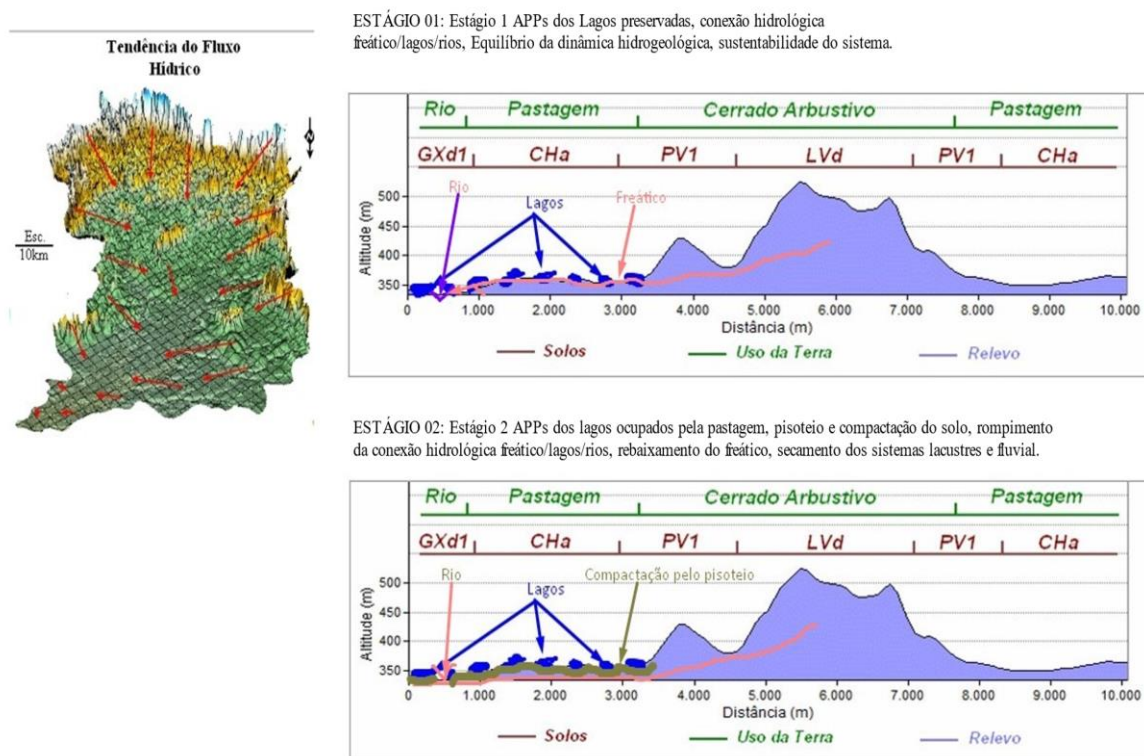 Tendência do Fluxo
Hídrico
N
Esc.
10km
ESTÁGIO 01: Estágio 1 APPs dos Lagos preservadas, conexão hidrológica
freático/lagos/rios, Equilíbrio da dinâmica hidrogeológica, sustentabilidade do sistema.
Rio Pastagem Cerrado Arbustivo Pastagem
GXd1 CHa PV1 LVd PV1 CHa
Rio Lagos Freático
Altitude (m)
500
450
400
350
0 1.000 2.000 3.000 4.000 5.000 6.000 7.000 8.000 9.000 10.000
Distância (m)
Solos Uso da Terra Relevo
ESTÁGIO 02: Estágio 2 APPs dos lagos ocupados pela pastagem, pisoteio e compactação do solo, rompimento
da conexão hidrológica freático/lagos/rios, rebaixamento do freático, secamento dos sistemas lacustres e fluvial.
Rio Pastagem Cerrado Arbustivo Pastagem
GXd1 CHa PV1 LVd PV1 CHa
Rio Lagos Compactação pelo pisoteio
Altitude (m)
500
450
400
350
0 1.000 2.000 3.000 4.000 5.000 6.000 7.000 8.000 9.000 10.000
Distância (m)
Solos Uso da Terra Relevo